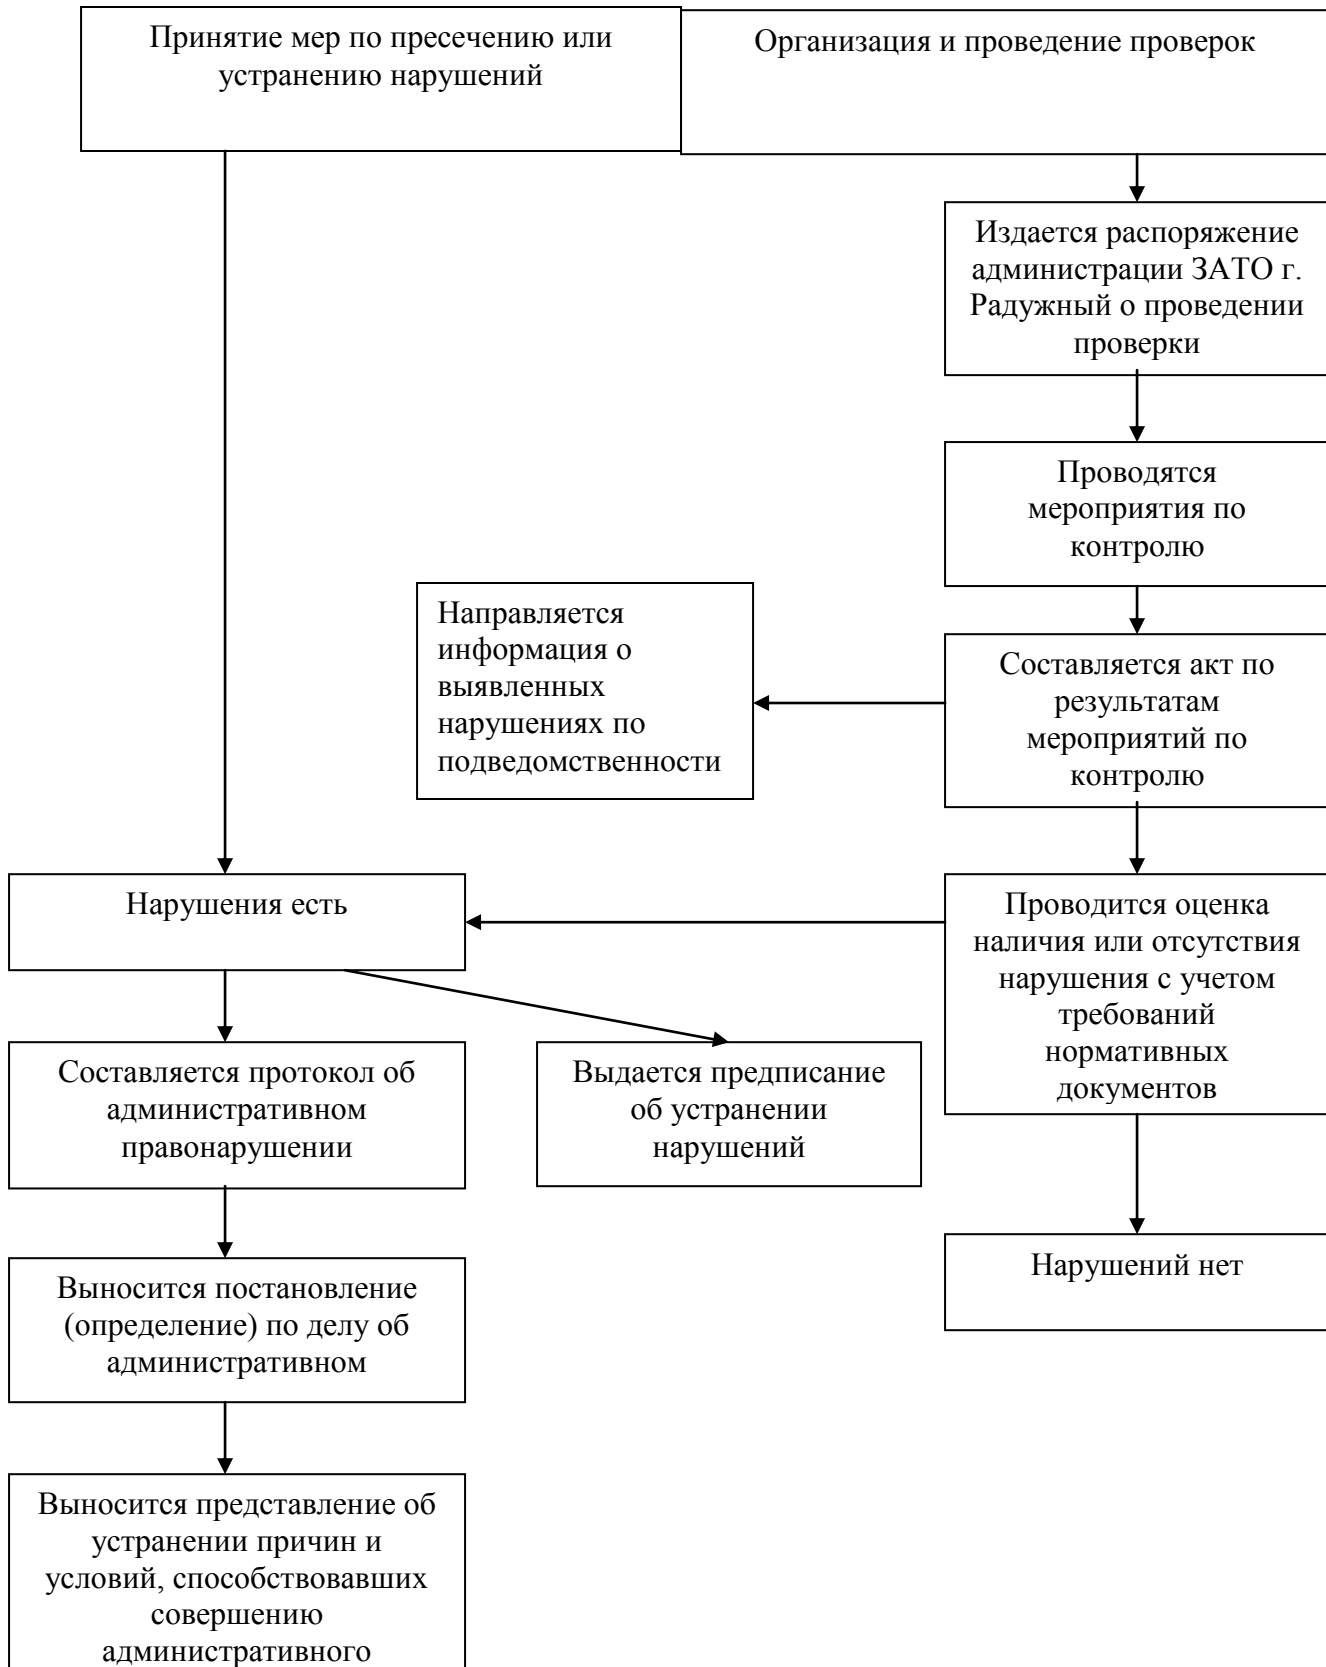 Принятие мер по пресечению или
устранению нарушений
Организация и проведение проверок
Издается распоряжение
администрации ЗАТО г.
Радужный о проведении
проверки
Проводятся
мероприятия по
контролю
Направляется
информация о
выявленных
нарушениях по
подведомственности
Составляется акт по
результатам
мероприятий по
контролю
Нарушения есть
Проводится оценка
наличия или отсутствия
нарушения с учетом
требований
нормативных
документов
Составляется протокол об
административном
правонарушении
Выдается предписание
об устранении
нарушений
Выносится постановление
(определение) по делу об
административном
Нарушений нет
Выносится представление об
устранении причин и
условий, способствовавших
совершению
административного